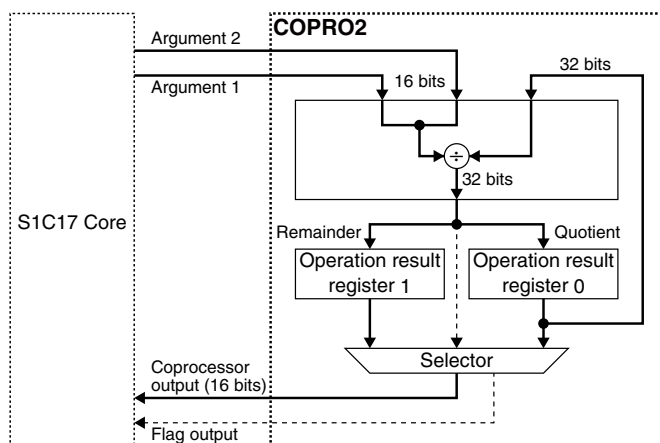 COPRO2
Argument 2
Argument 1
16 bits
32 bits
÷
32 bits
S1C17 Core
Remainder
Quotient
Operation result
register 1
Operation result
register 0
Selector
Coprocessor
output (16 bits)
Flag output